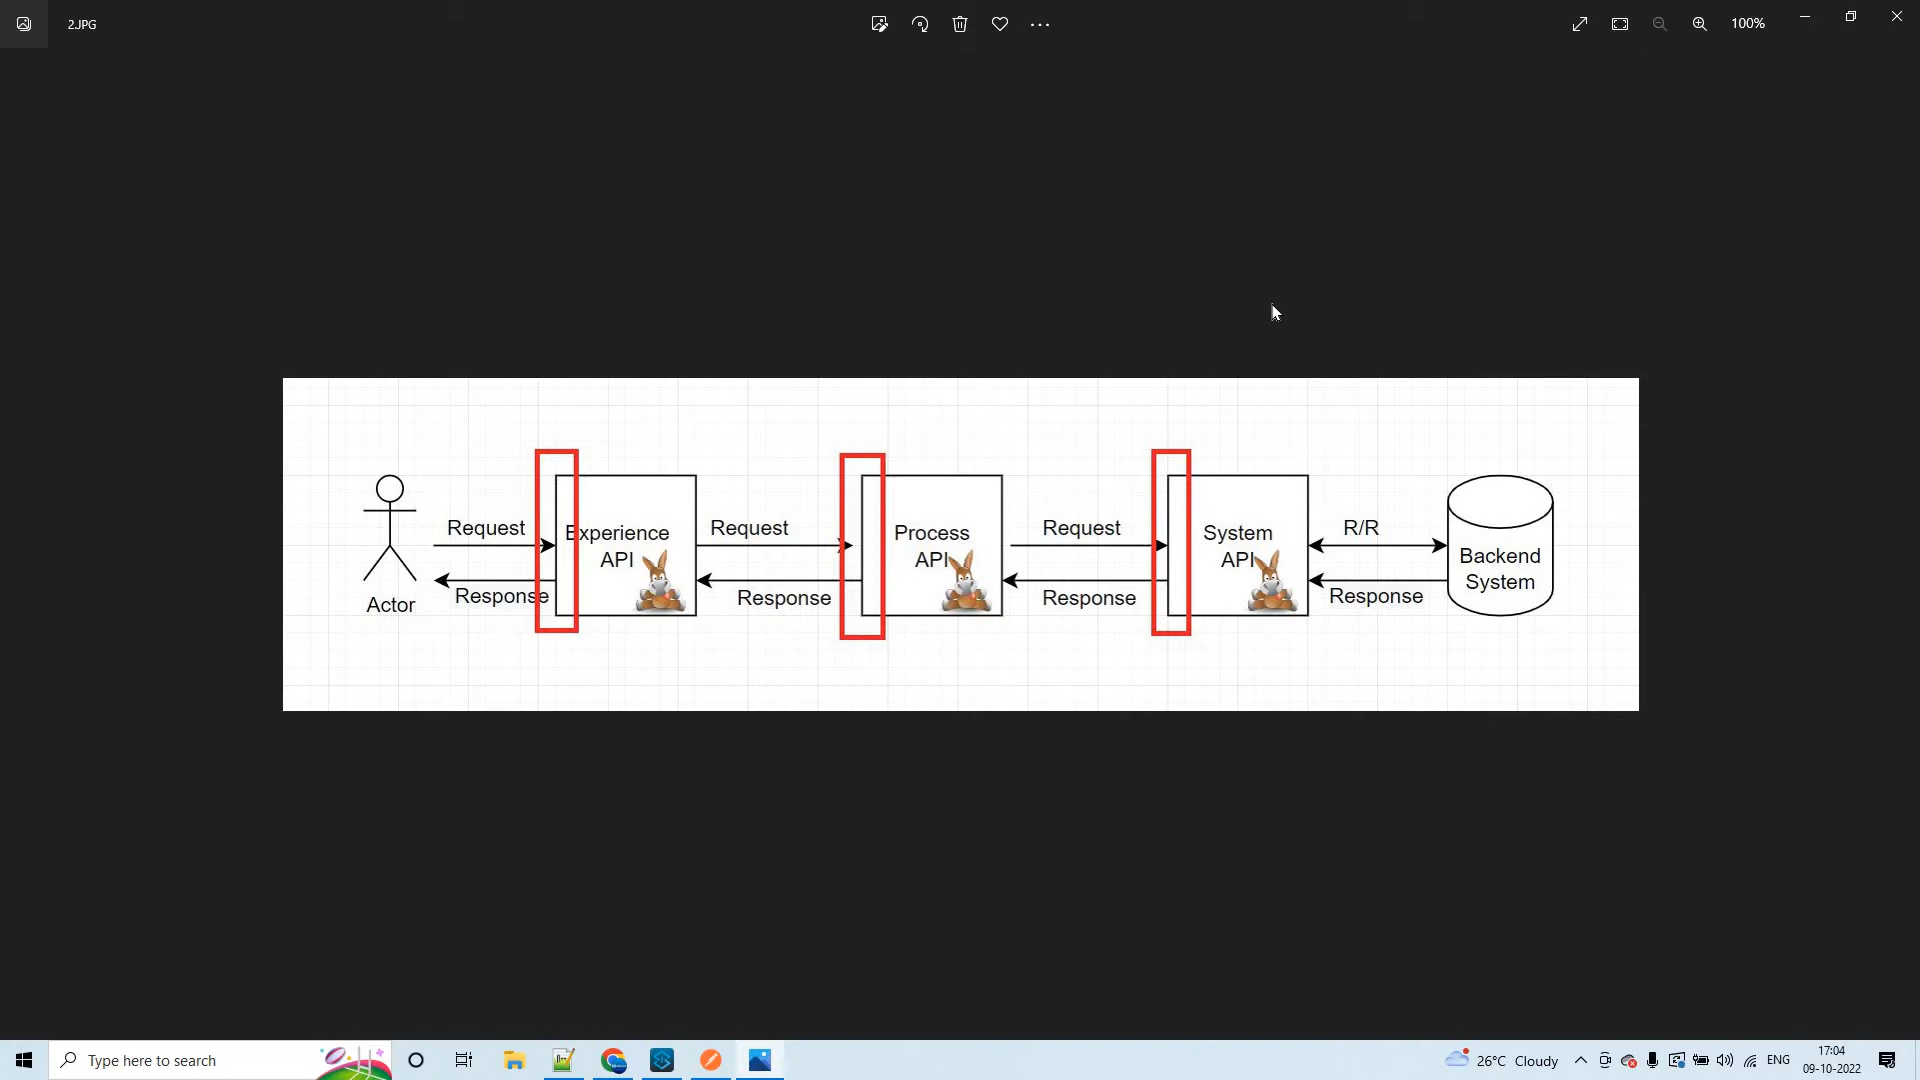 2.JPG
100%
Request
Experience
API
Request
Process
API
Request
System
API
R/R
Backend
System
Actor
Response
Response
Response
Response
Type here to search
26°C Cloudy
ENG
17:04
09-10-2022